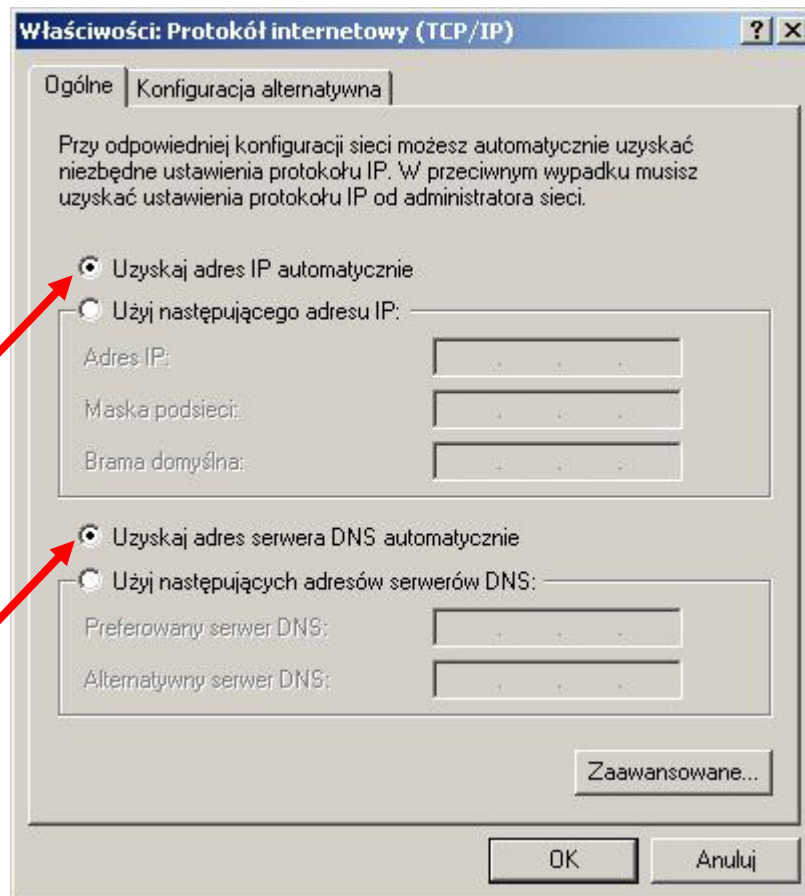 Właściwości: Protokół internetowy (TCP/IP)
Ogólne
Konfiguracja alternatywna
Przy odpowiedniej konfiguracji sieci możesz automatycznie uzyskać
niezbędne ustawienia protokołu IP. W przeciwnym wypadku musisz
uzyskać ustawienia protokołu IP od administratora sieci.
Uzyskaj adres IP automatycznie
Użyj następującego adresu IP:
Adres IP:
Maska podsieci:
Brama domyślna:
Uzyskaj adres serwera DNS automatycznie
Użyj następujących adresów serwerów DNS:
Preferowany serwer DNS:
Alternatywny serwer DNS:
Zaawansowane...
OK
Anuluj